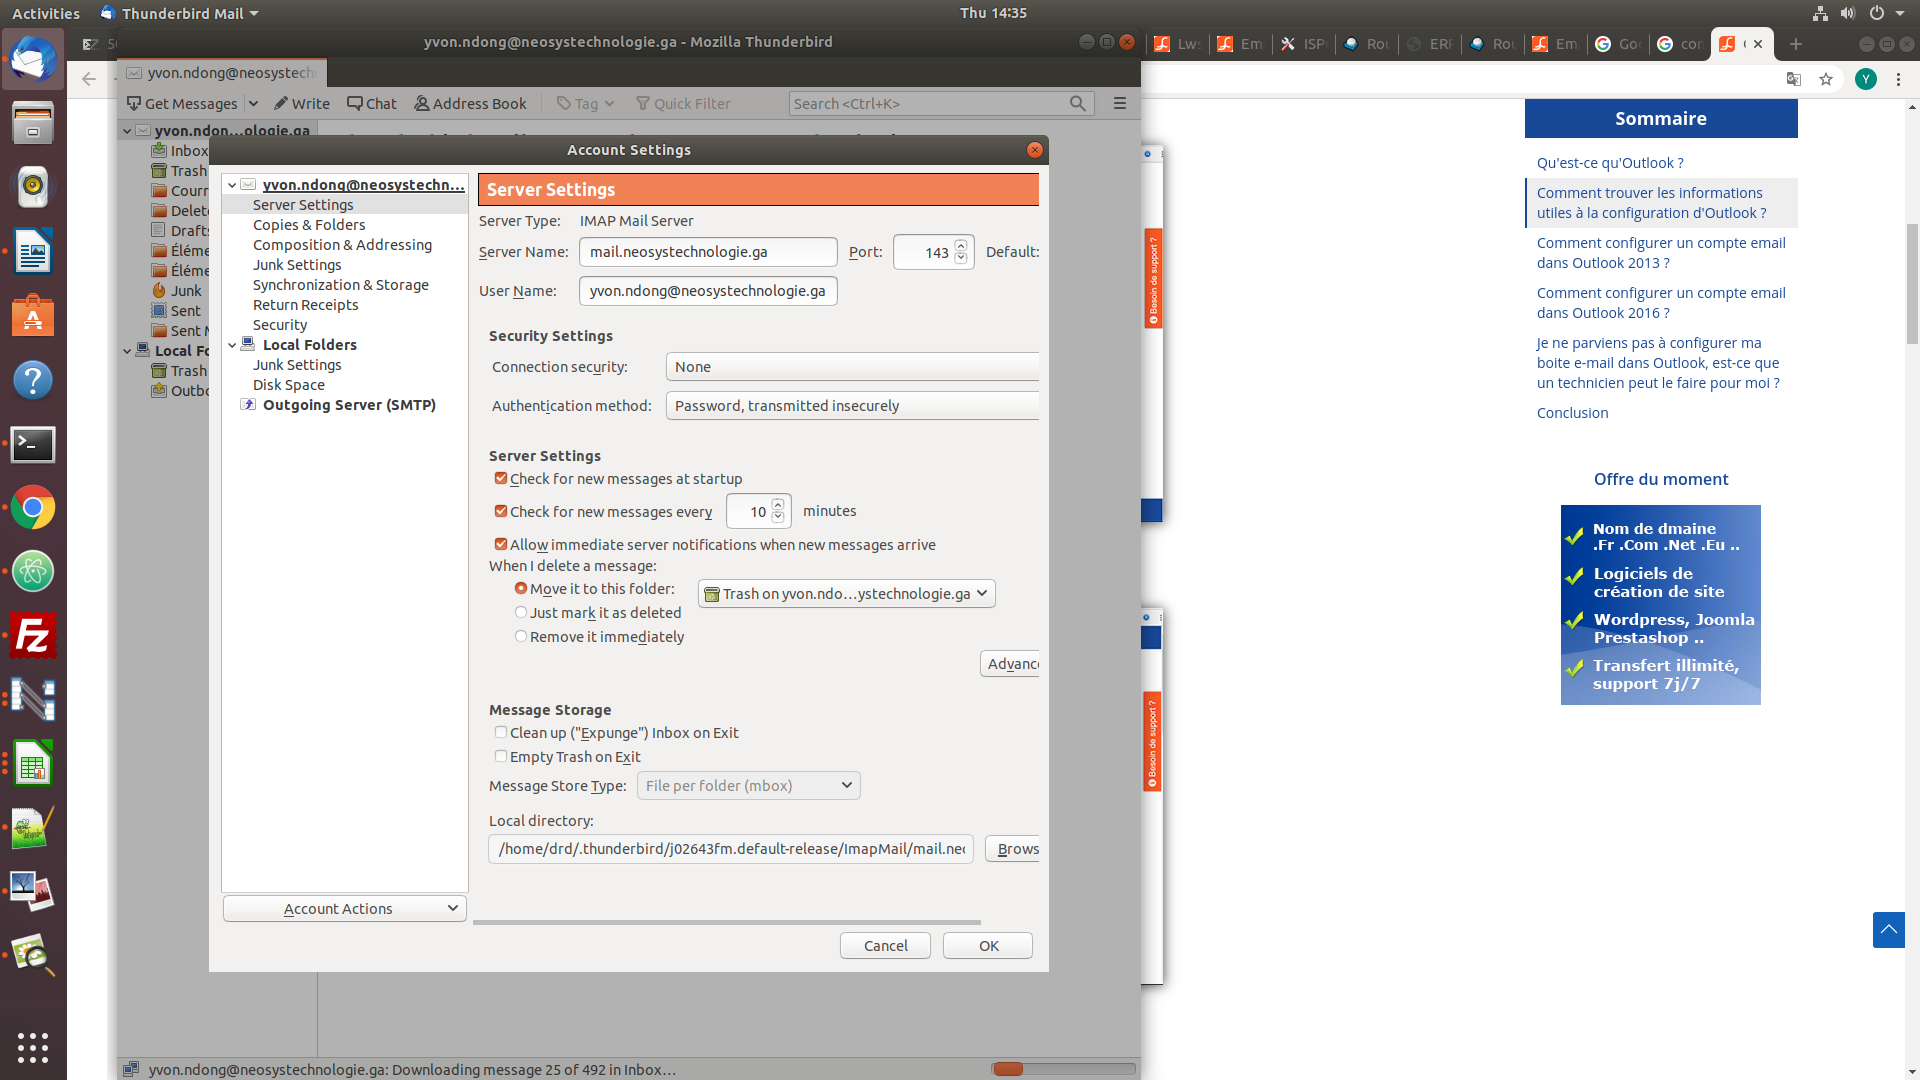 Activities
Thunderbird Mail
Thu 14:35
yvon.ndong@neosystechnologie.ga - Mozilla Thunderbird
Em
ISP
Rou
ERF
Rou
Em
Goo
con
yvon.ndong@neosystech
Get Messages
Write
Chat
Address Book
Tag
Quick Filter
Search <Ctrl+K>
Y
yvon.ndon...ologie.ga
Inbox
Trash
Courr
Delete
Drafts
Éléme
Éléme
Junk
Sent
Sent M
Local Fo
Trash
Outbo
Account Settings
yvon.ndong@neosystechn...
Server Settings
Copies & Folders
Composition & Addressing
Junk Settings
Synchronization & Storage
Return Receipts
Security
Local Folders
Junk Settings
Disk Space
Outgoing Server (SMTP)
Account Actions
Server Settings
Server Type: IMAP Mail Server
Server Name: mail.neosystechnologie.ga Port: 143 Default:
User Name: yvon.ndong@neosystechnologie.ga
Security Settings
Connection security: None
Authentication method: Password, transmitted insecurely
Server Settings
Check for new messages at startup
Check for new messages every 10 minutes
Allow immediate server notifications when new messages arrive
When I delete a message:
Move it to this folder: Trash on yvon.ndo...ystechnologie.ga
Just mark it as deleted
Remove it immediately
Advanc
Message Storage
Clean up ("Expunge") Inbox on Exit
Empty Trash on Exit
Message Store Type: File per folder (mbox)
Local directory:
/home/drd/.thunderbird/j02643fm.default-release/ImapMail/mail.neo
Brows
Cancel
OK
yvon.ndong@neosystechnologie.ga: Downloading message 25 of 492 in Inbox...
Besoin de support ?
Besoin de support ?
Sommaire
Qu'est-ce qu'Outlook ?
Comment trouver les informations
utiles à la configuration d'Outlook ?
Comment configurer un compte email
dans Outlook 2013 ?
Comment configurer un compte email
dans Outlook 2016 ?
Je ne parviens pas à configurer ma
boite e-mail dans Outlook, est-ce que
un technicien peut le faire pour moi ?
Conclusion
Offre du moment
Nom de dmaine
.Fr .Com .Net .Eu ..
Logiciels de
création de site
Wordpress, Joomla
Prestashop ..
Transfert illimité,
support 7j/7